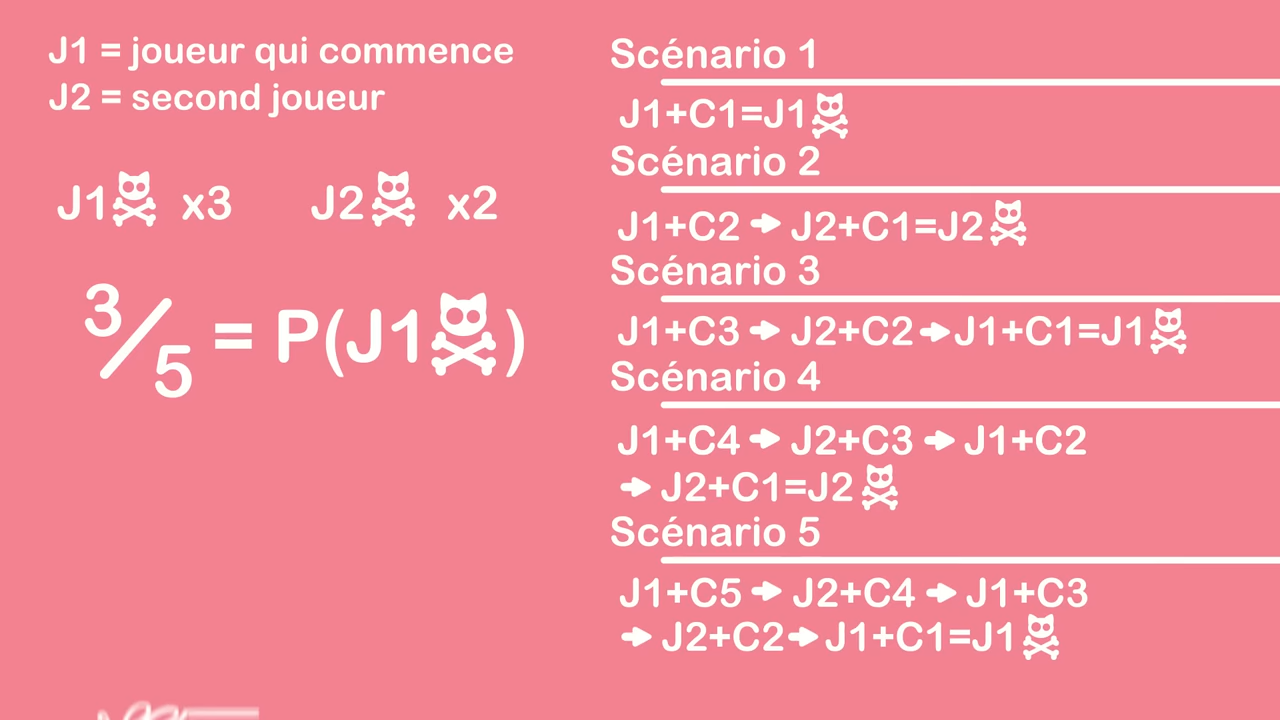 J1 = joueur qui commence
J2 = second joueur
J1 x3 J2 x2
3/5 = P(J1)
Scénario 1
J1+C1=J1
Scénario 2
J1+C2 → J2+C1=J2
Scénario 3
J1+C3 → J2+C2→J1+C1=J1
Scénario 4
J1+C4 → J2+C3 → J1+C2
→ J2+C1=J2
Scénario 5
J1+C5 → J2+C4 → J1+C3
→ J2+C2→ J1+C1=J1